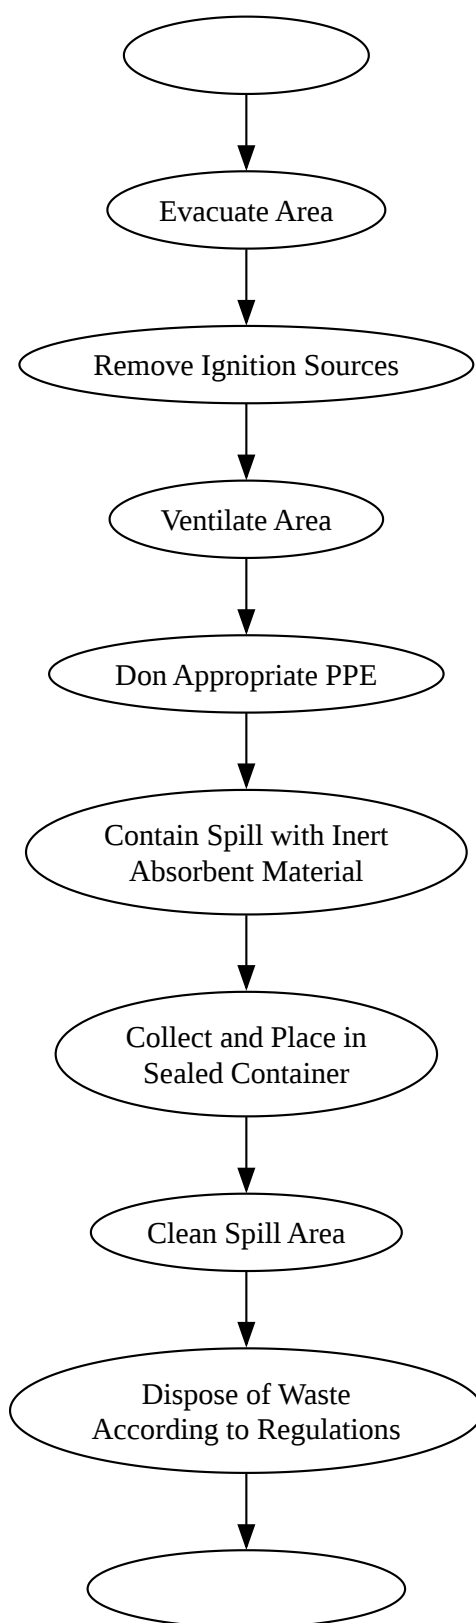 Evacuate Area
Remove Ignition Sources
Ventilate Area
Don Appropriate PPE
Contain Spill with Inert
Absorbent Material
Collect and Place in
Sealed Container
Clean Spill Area
Dispose of Waste
According to Regulations